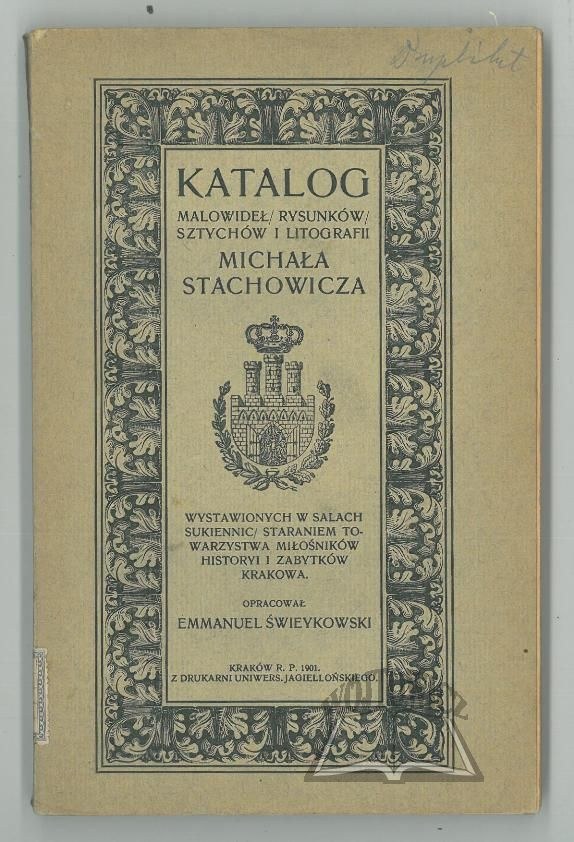 Duplikat
KATALOG
MALOWIDEŁ/ RYSUNKÓW/
SZTYCHÓW I LITOGRAFII
MICHAŁA
STACHOWICZA
WYSTAWIONYCH W SALACH
SUKIENNIC/ STARANIEM TO-
WARZYSTWA MIŁOŚNIKÓW
HISTORYI I ZABYTKÓW
KRAKOWA.
OPRACOWAŁ
EMMANUEL ŚWIEYKOWSKI
KRAKÓW R. P. 1901.
Z DRUKARNI UNIWERS. JAGIELLOŃSKIEGO.